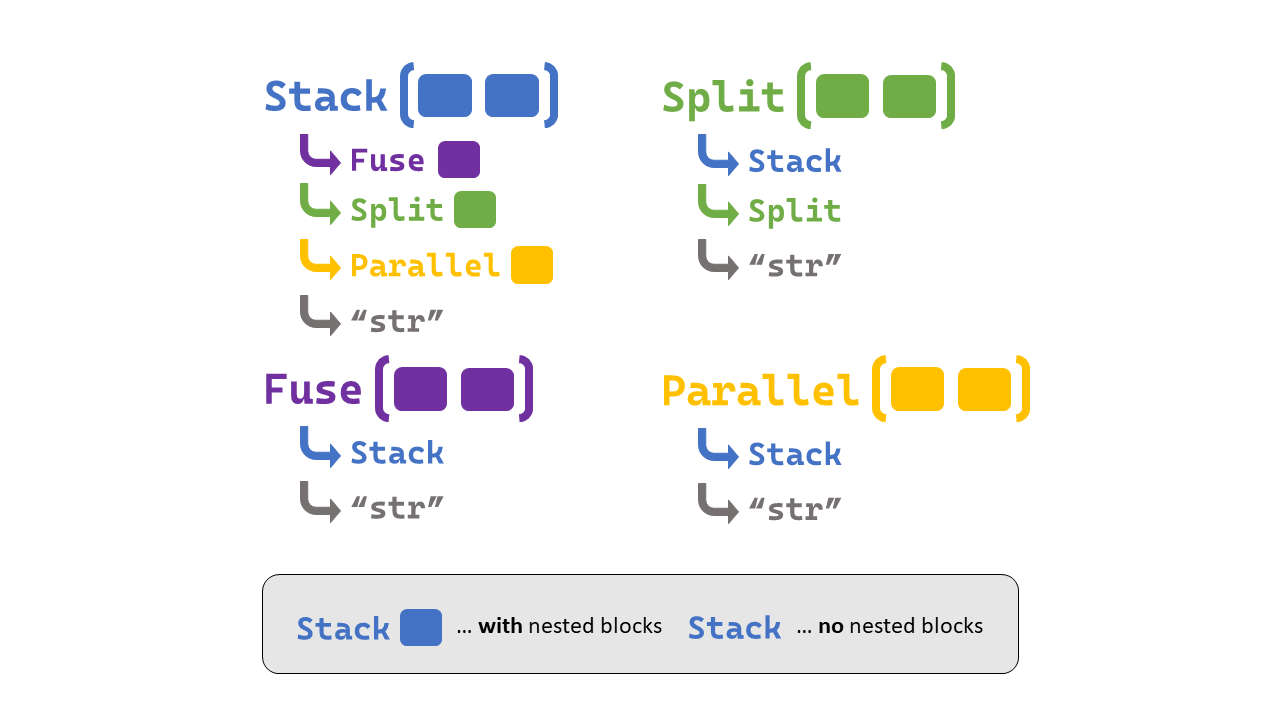 Stack
Fuse
Split
Parallel
“str”
Split
Stack
Split
“str”
Fuse
Stack
“str”
Parallel
Stack
“str”
Stack ... with nested blocks Stack ... no nested blocks